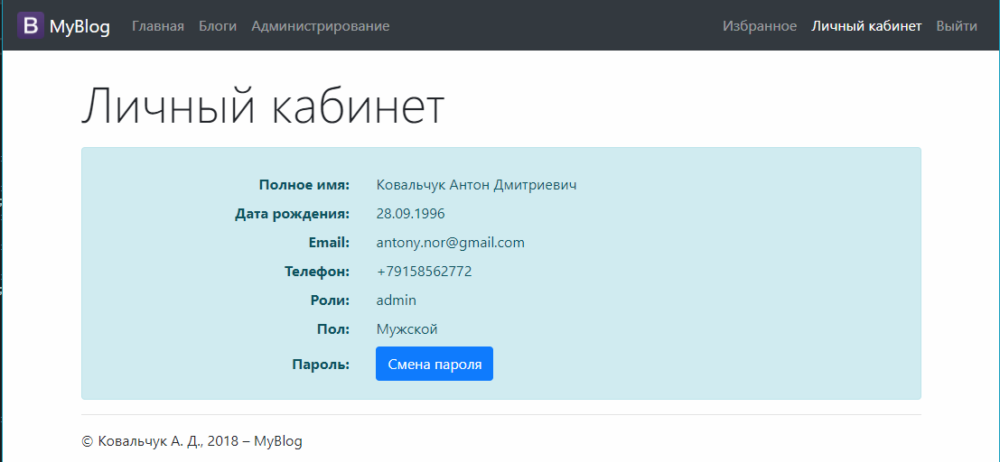 B MyBlog Главная Блоги Администрирование Избранное Личный кабинет Выйти
Личный кабинет
Полное имя: Ковальчук Антон Дмитриевич
Дата рождения: 28.09.1996
Email: antony.nor@gmail.com
Телефон: +79158562772
Роли: admin
Пол: Мужской
Пароль: Смена пароля
© Ковальчук А. Д., 2018 – MyBlog